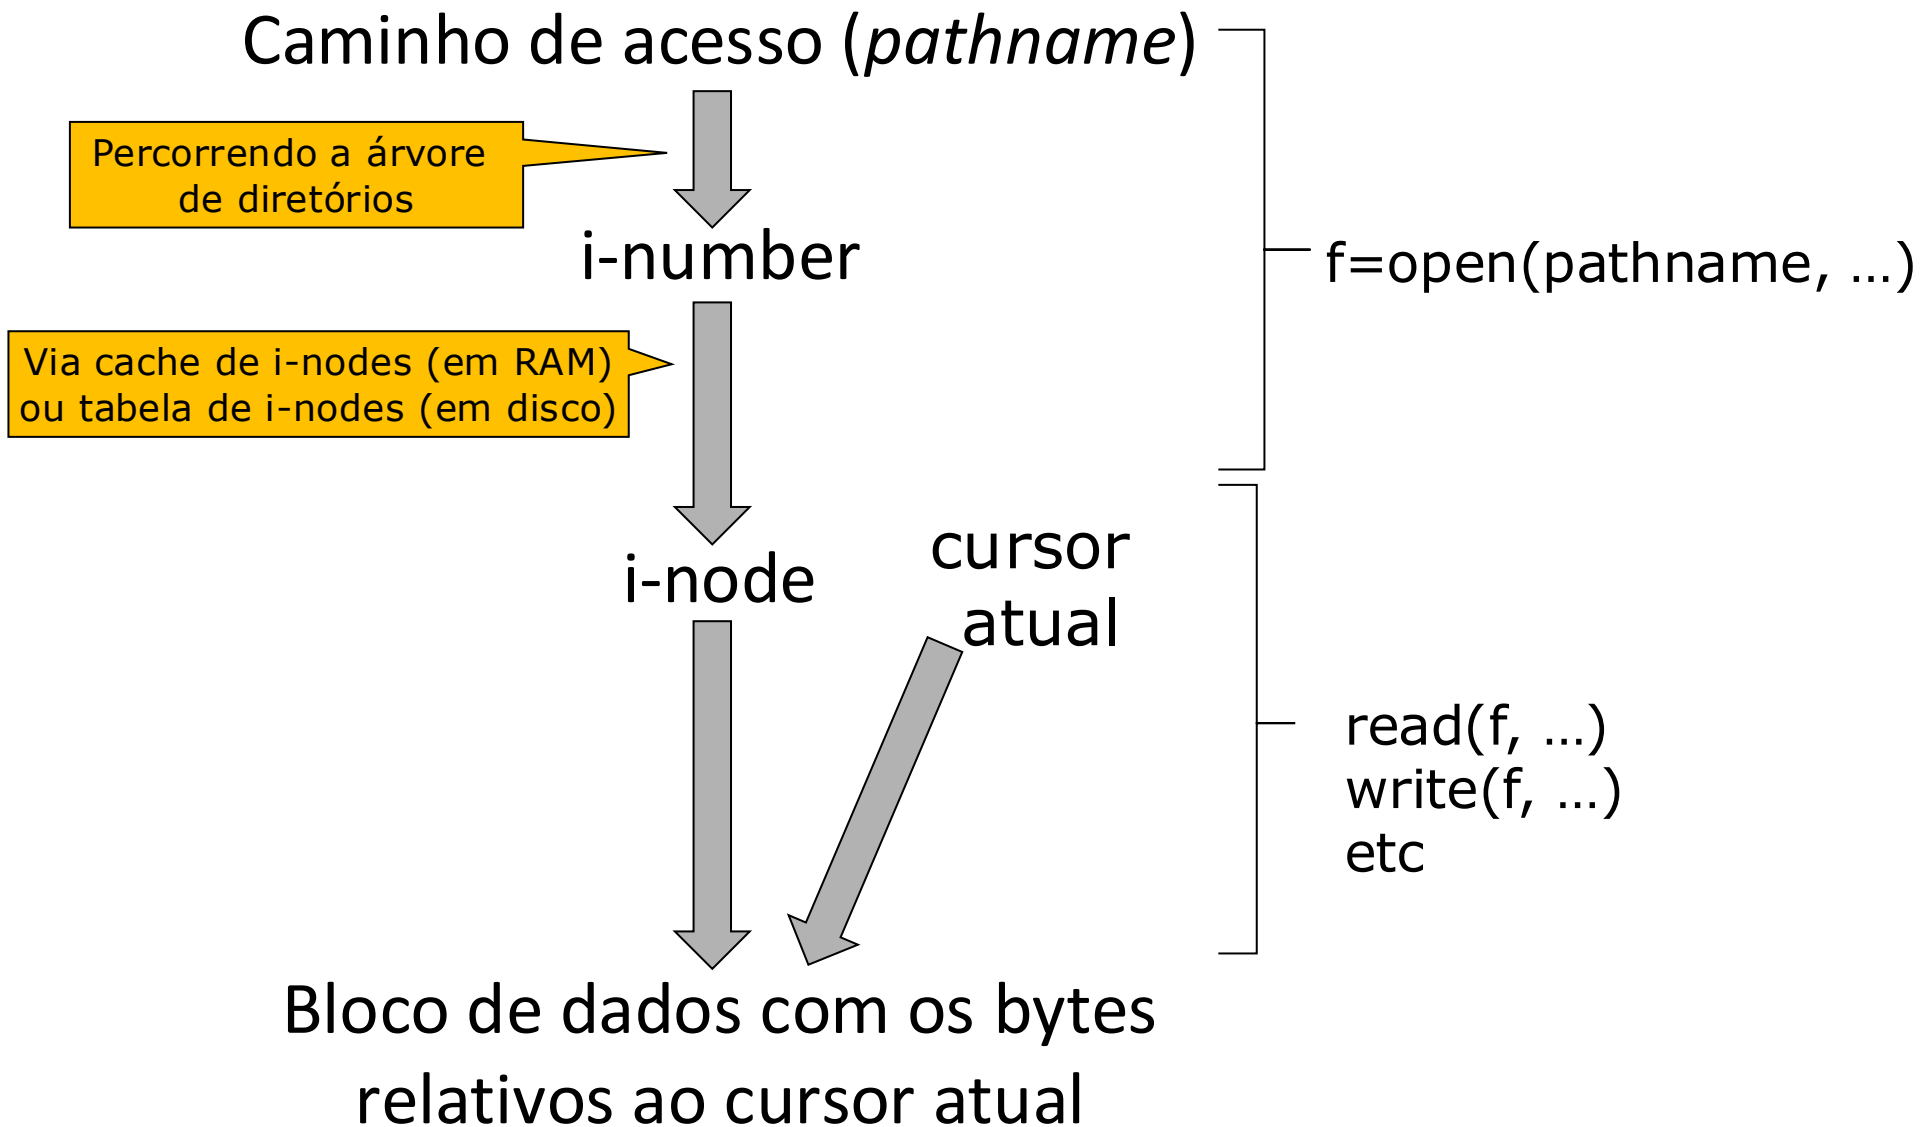 Caminho de acesso (pathname)
Percorrendo a árvore
de diretórios
i-number
f=open(pathname, …)
Via cache de i-nodes (em RAM)
ou tabela de i-nodes (em disco)
i-node
cursor
atual
read(f, …)
write(f, …)
etc
Bloco de dados com os bytes
relativos ao cursor atual